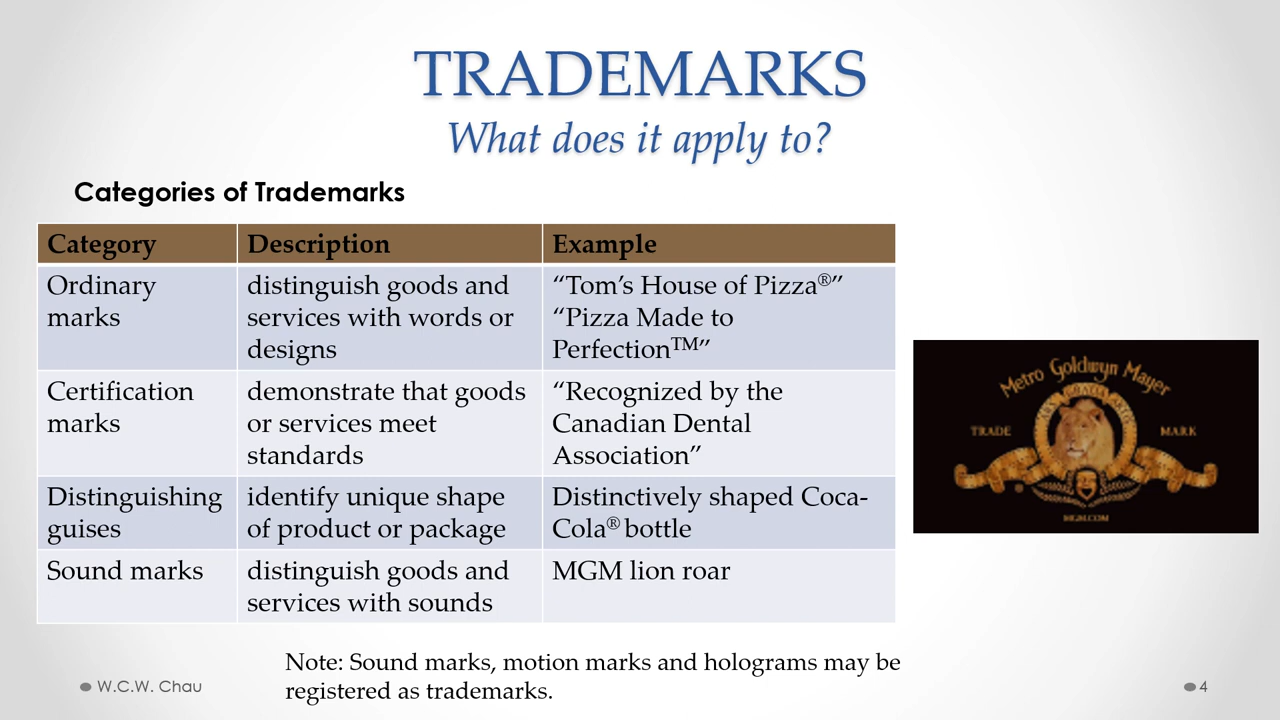 TRADEMARKS
What does it apply to?
Categories of Trademarks
Category Description Example
Ordinary
marks
distinguish goods and
services with words or
designs
“Tom’s House of Pizza®”
“Pizza Made to
Perfection™”
Certification
marks
demonstrate that goods
or services meet
standards
“Recognized by the
Canadian Dental
Association”
Distinguishing
guises
identify unique shape
of product or package
Distinctively shaped Coca-
Cola® bottle
Sound marks
distinguish goods and
services with sounds
MGM lion roar
Metro Goldwyn Mayer
TRADE MARK
®
MGM.COM
Note: Sound marks, motion marks and holograms may be
registered as trademarks.
W.C.W. Chau
4